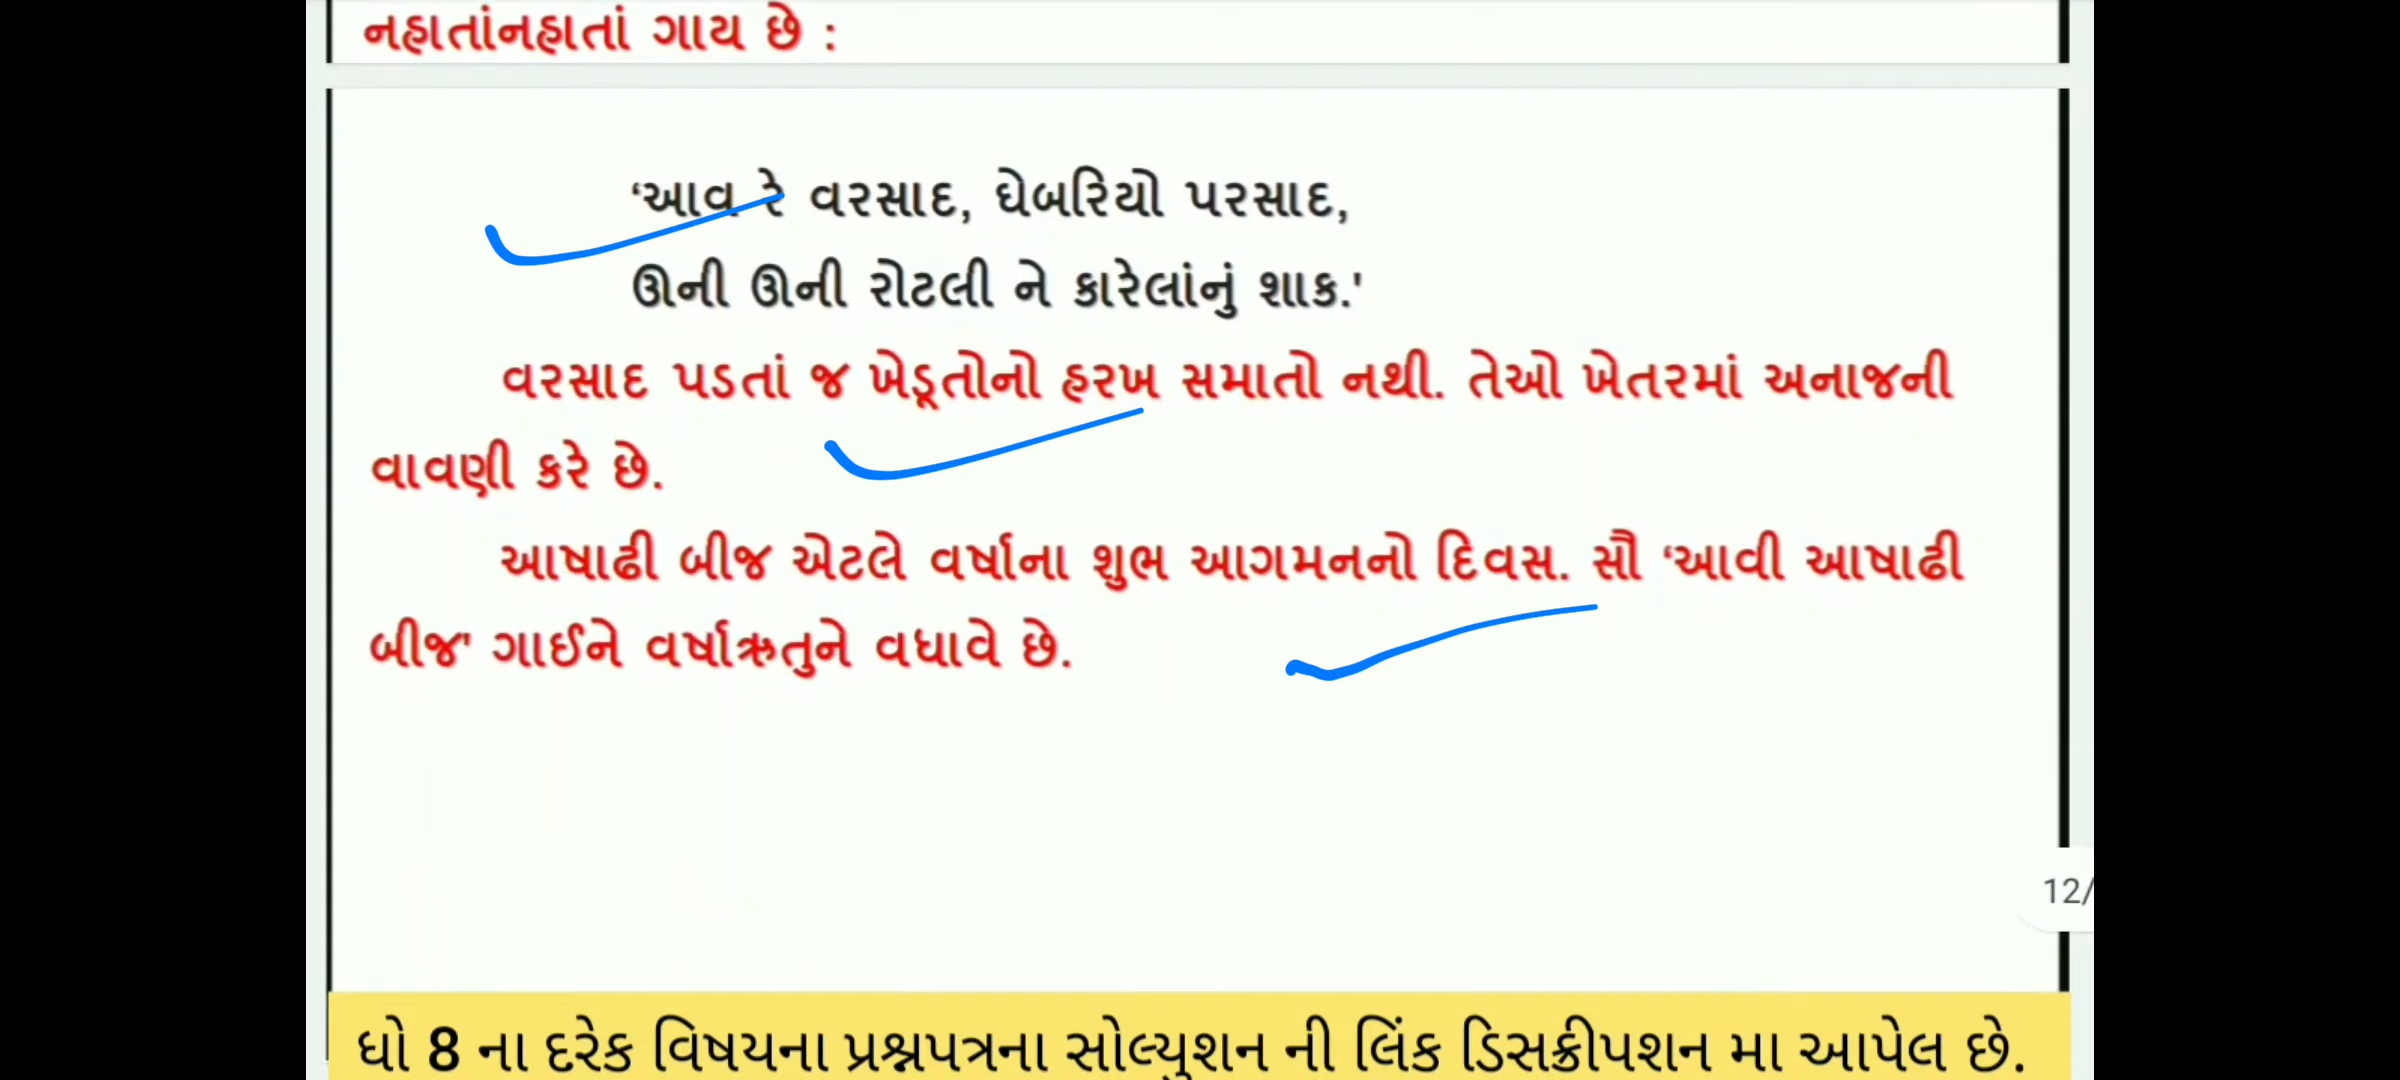 નહાતાંનહાતાં ગાય છે :
‘આવ રે વરસાદ, ઘેબરિયો પરસાદ,
ઊની ઊની રોટલી ને કારેલાંનું શાક.'
વરસાદ પડતાં જ ખેડૂતોનો હરખ સમાતો નથી. તેઓ ખેતરમાં અનાજની
વાવણી કરે છે.
આષાઢી બીજ એટલે વર્ષાના શુભ આગમનનો દિવસ. સૌ ‘આવી આષાઢી
બીજ' ગાઈને વર્ષાઋતુને વધાવે છે.
12/
ધો 8 ના દરેક વિષયના પ્રશ્નપત્રના સોલ્યુશન ની લિંક ડિસક્રીપશન મા આપેલ છે.